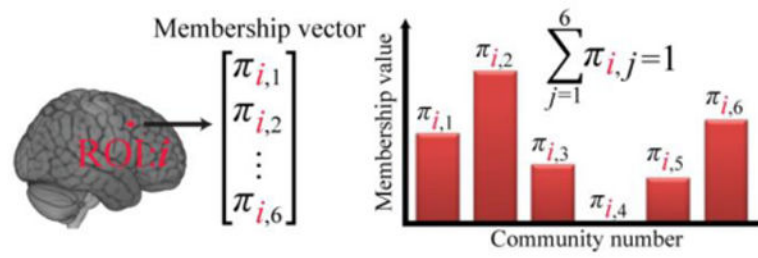 Membership vector
π i,1
π i,2
⋮
π i,6
ROI i
Membership value
π i,1
π i,2
π i,3
π i,4
π i,5
π i,6
6
∑ π i,j=1
j=1
Community number